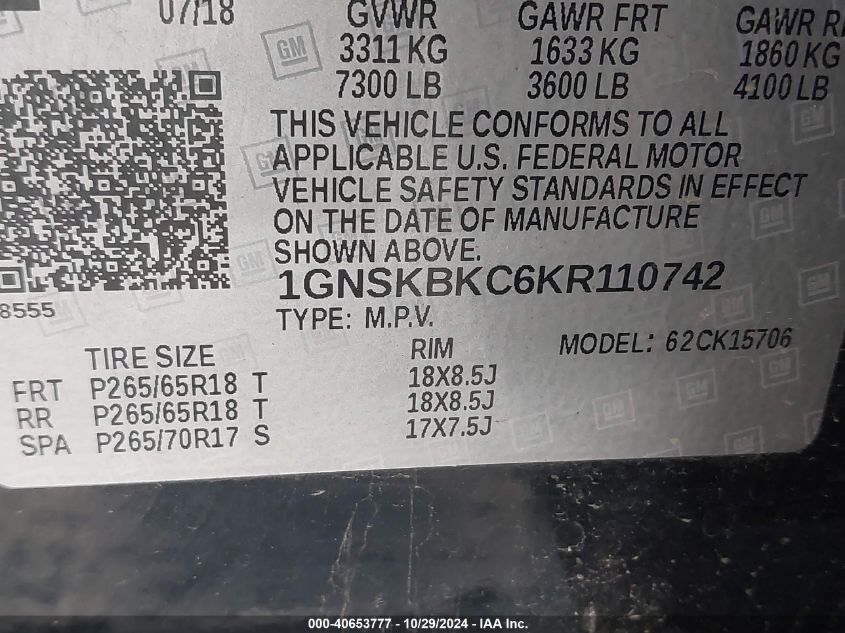 07/18
GVWR GAWR FRT GAWR
3311 KG 1633 KG 1860 KG
7300 LB 3600 LB 4100 LB
THIS VEHICLE CONFORMS TO ALL
APPLICABLE U.S. FEDERAL MOTOR
VEHICLE SAFETY STANDARDS IN EFFECT
ON THE DATE OF MANUFACTURE
SHOWN ABOVE.
1GNSKBKC6KR110742
8555
TYPE: M.P.V.
MODEL: 62CK15706
TIRE SIZE RIM
FRT P265/65R18 T 18X8.5J
RR P265/65R18 T 18X8.5J
SPA P265/70R17 S 17X7.5J
GM
000-40653777 - 10/29/2024 - IAA Inc.